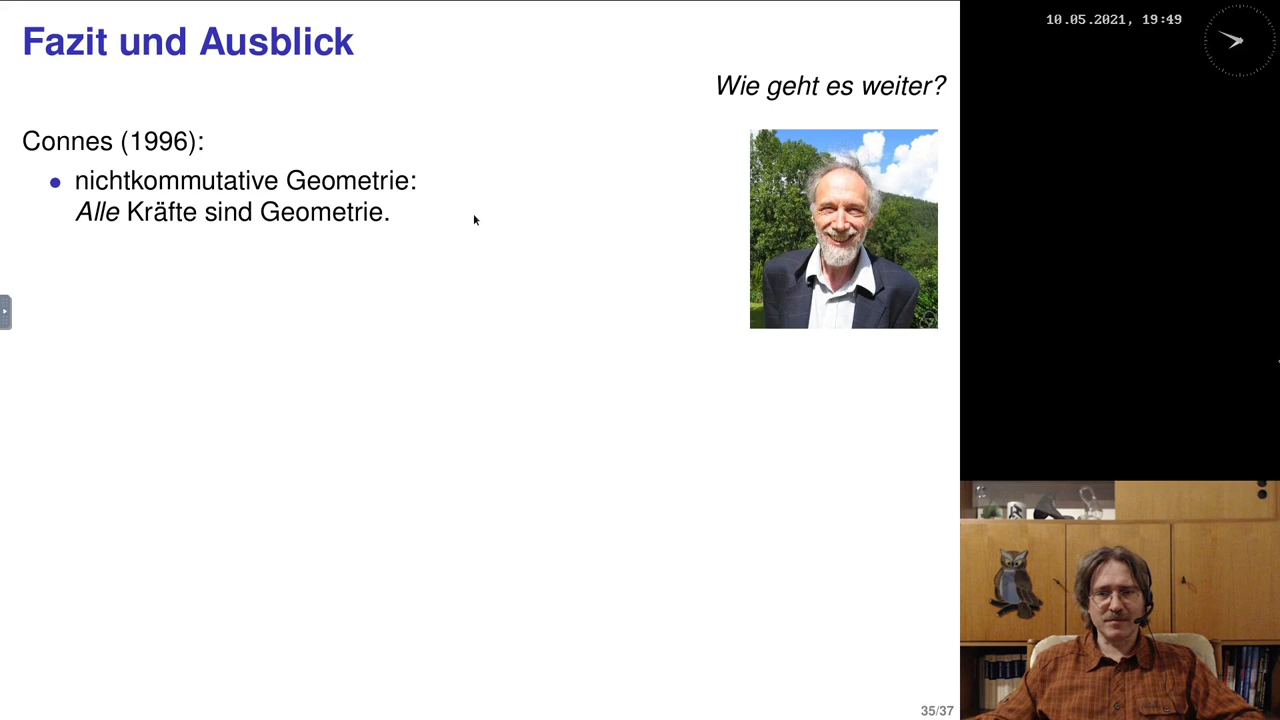 Fazit und Ausblick
10.05.2021, 19:49
Wie geht es weiter?
Connes (1996):
• nichtkommutative Geometrie:
Alle Kräfte sind Geometrie.
35/37